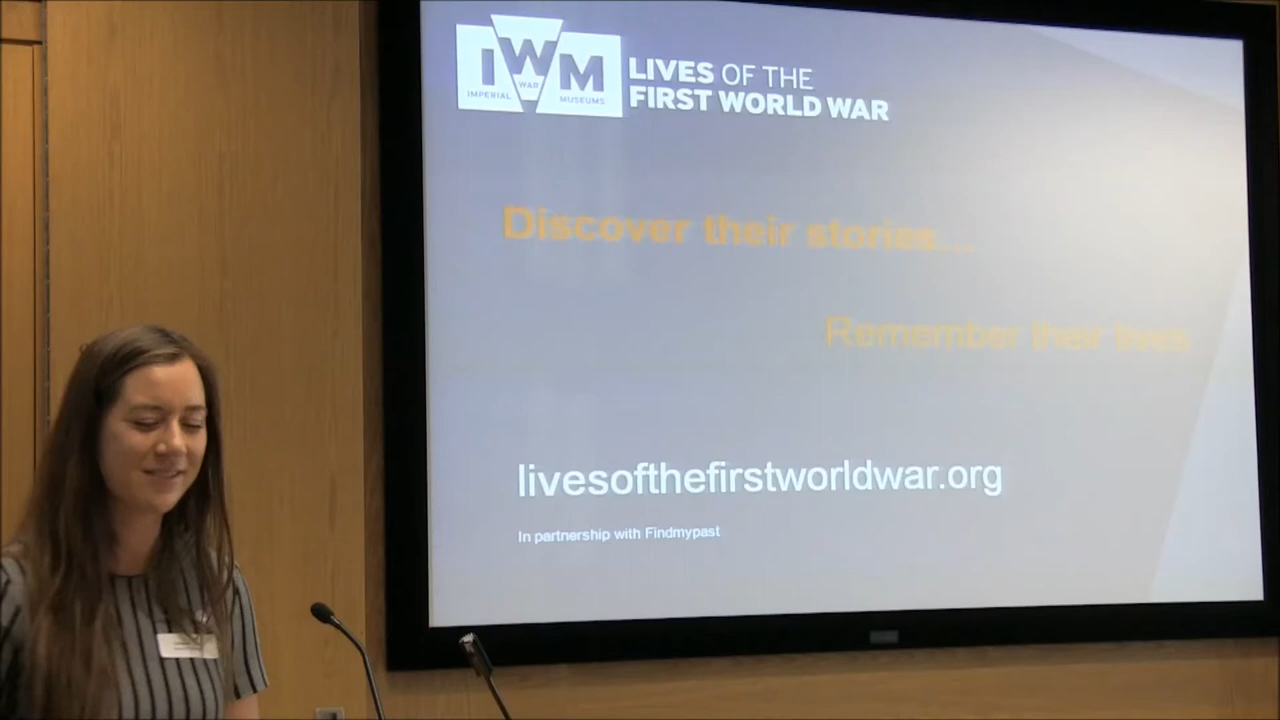 IWM
IMPERIAL WAR MUSEUMS
LIVES OF THE
FIRST WORLD WAR
Discover their stories...
Remember their lives
livesofthefirstworldwar.org
In partnership with Findmypast